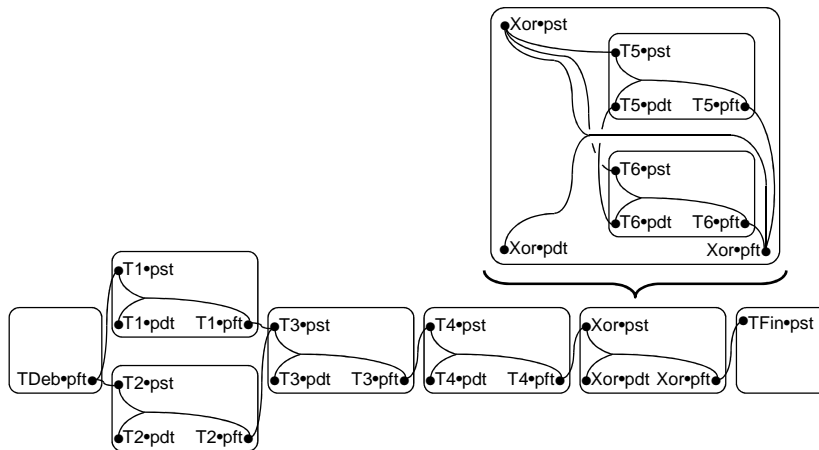 Xor•pst
T5•pst
T5•pdt T5•pft
T6•pst
T6•pdt T6•pft
Xor•pdt Xor•pft
T1•pst
T1•pdt T1•pft
T3•pst T4•pst Xor•pst TFin•pst
TDeb•pft T2•pst T3•pdt T3•pft T4•pdt T4•pft Xor•pdt Xor•pft
T2•pdt T2•pft